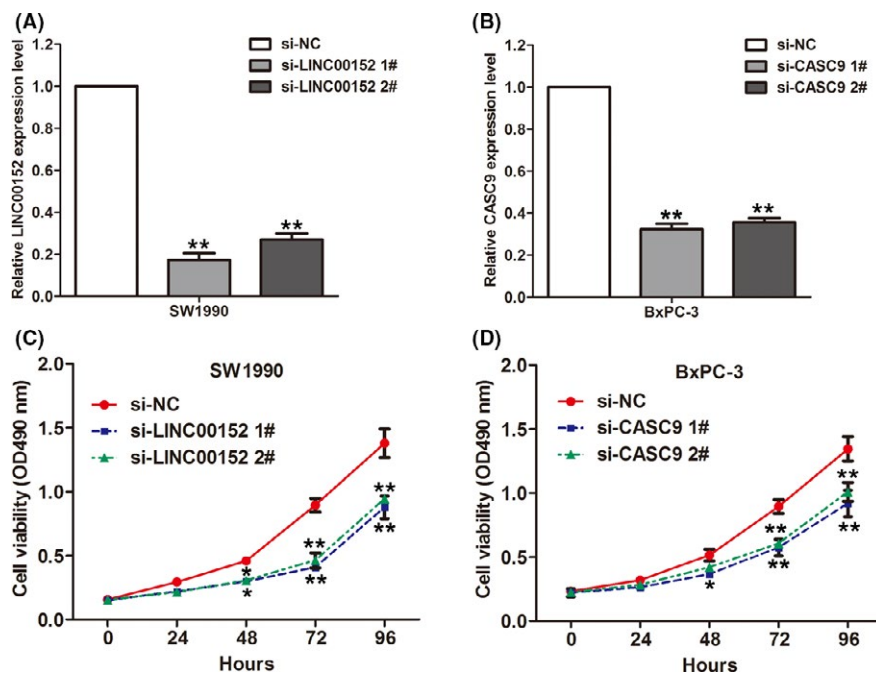 (A)
Relative LINC00152 expression level
1.2
1.0
0.8
0.6
0.4
0.2
0.0
si-NC
si-LINC00152 1#
si-LINC00152 2#
**
**
SW1990
(B)
Relative CASC9 expression level
1.2
1.0
0.8
0.6
0.4
0.2
0.0
si-NC
si-CASC9 1#
si-CASC9 2#
**
**
BxPC-3
(C)
SW1990
Cell viability (OD490 nm)
2.0
1.5
1.0
0.5
0.0
si-NC
si-LINC00152 1#
si-LINC00152 2#
*
*
**
**
**
**
0 24 48 72 96
Hours
(D)
BxPC-3
Cell viability (OD490 nm)
2.0
1.5
1.0
0.5
0.0
si-NC
si-CASC9 1#
si-CASC9 2#
*
**
**
**
**
0 24 48 72 96
Hours